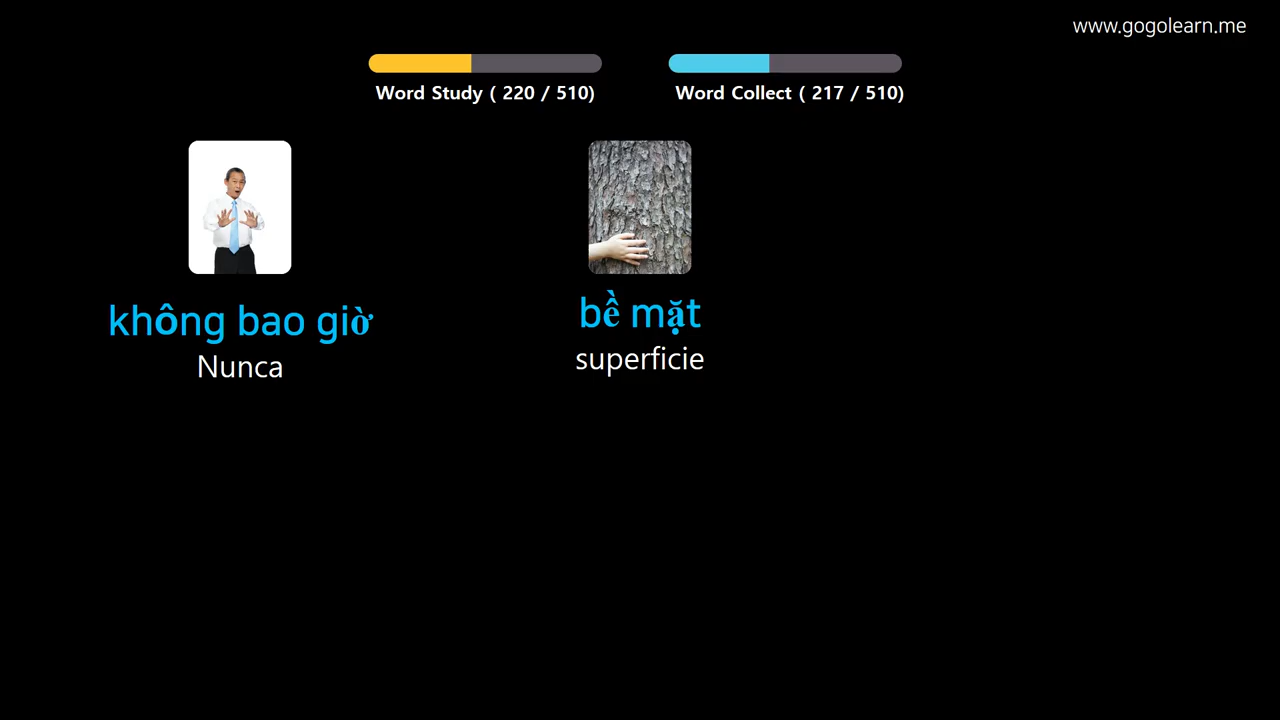 www.gogolearn.me
Word Study ( 220 / 510)
Word Collect ( 217 / 510)
không bao giờ
Nunca
bề mặt
superficie